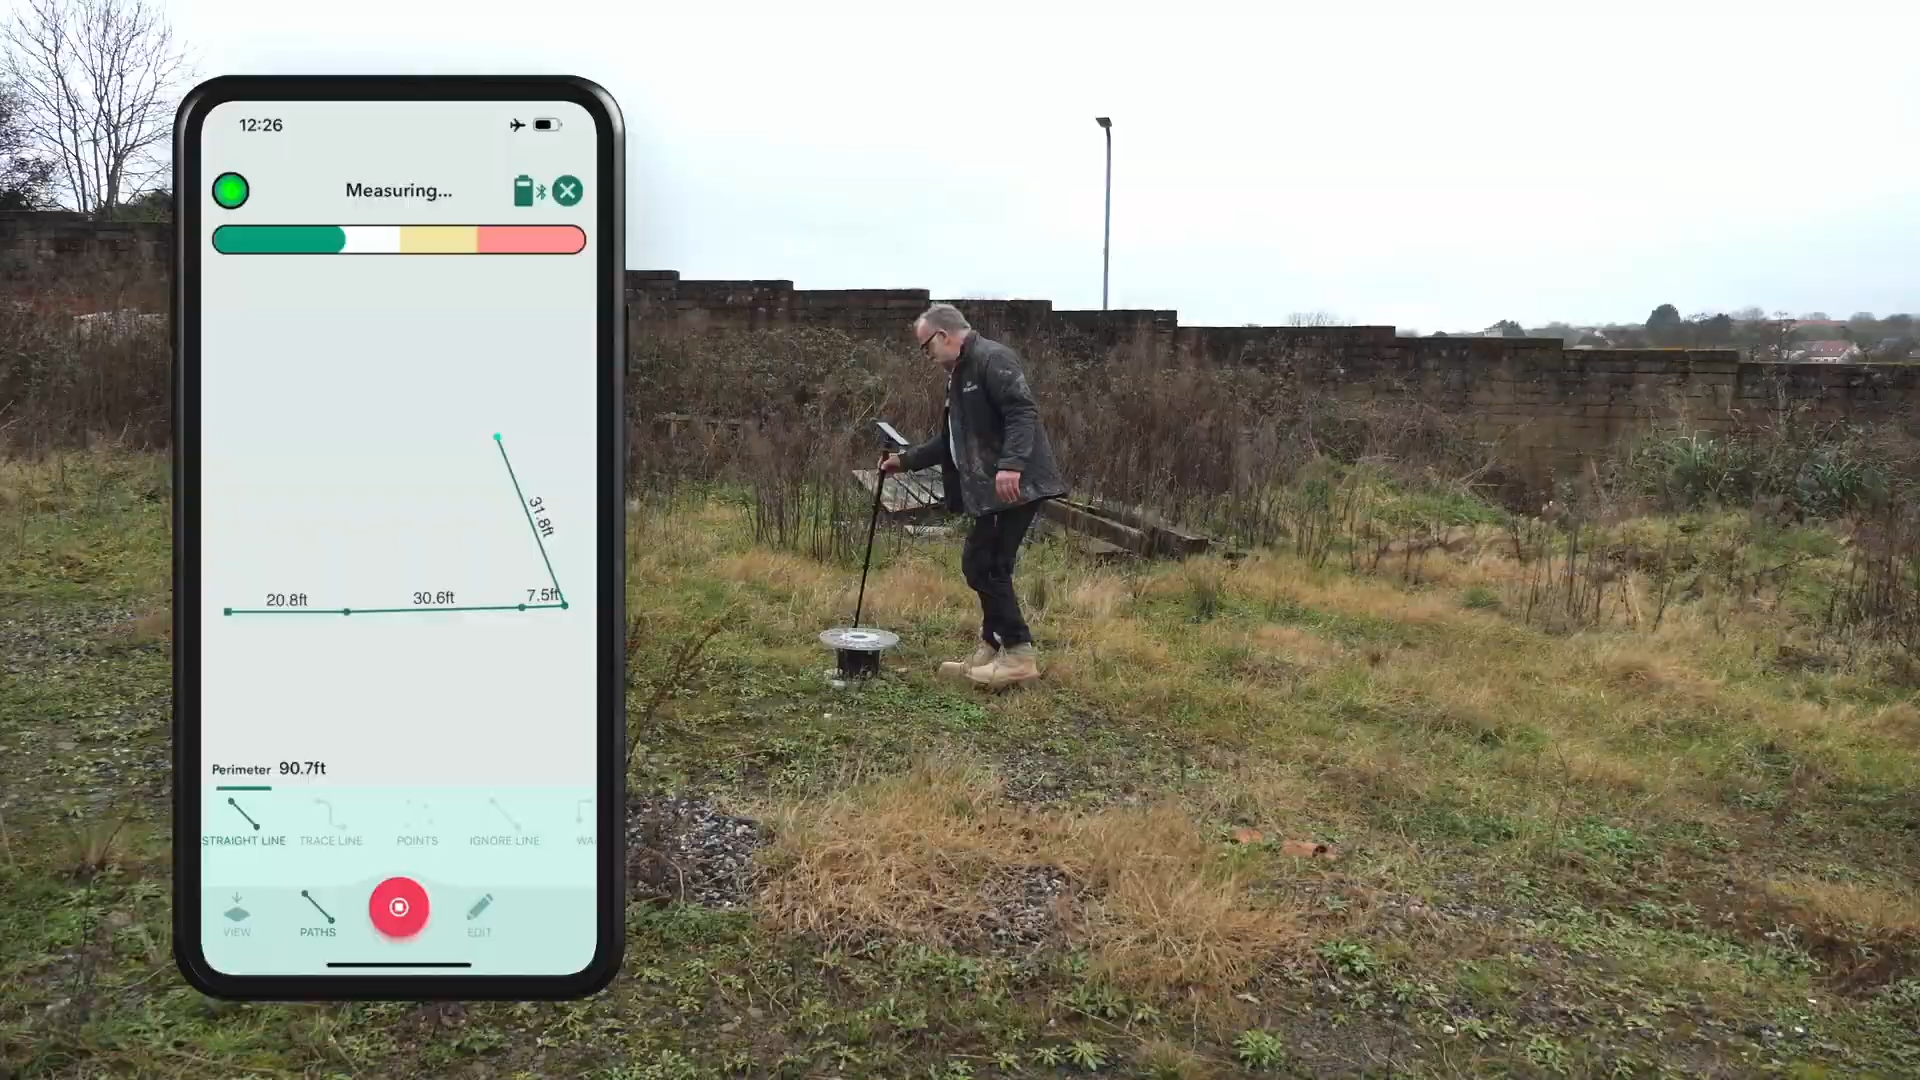 12:26
Measuring...
31.8ft
20.8ft
30.6ft
7.5ft
Perimeter 90.7ft
STRAIGHT LINE
TRACE LINE
POINTS
IGNORE LINE
WA
VIEW
PATHS
EDIT